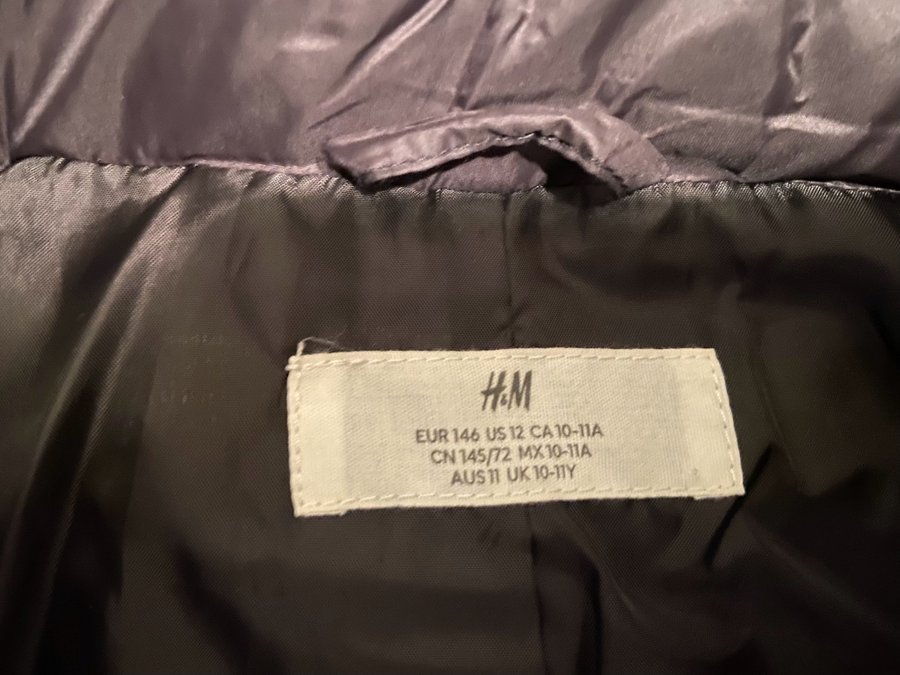 H&M
EUR 146 US 12 CA 10-11A
CN 145/72 MX 10-11A
AUS 11 UK 10-11Y